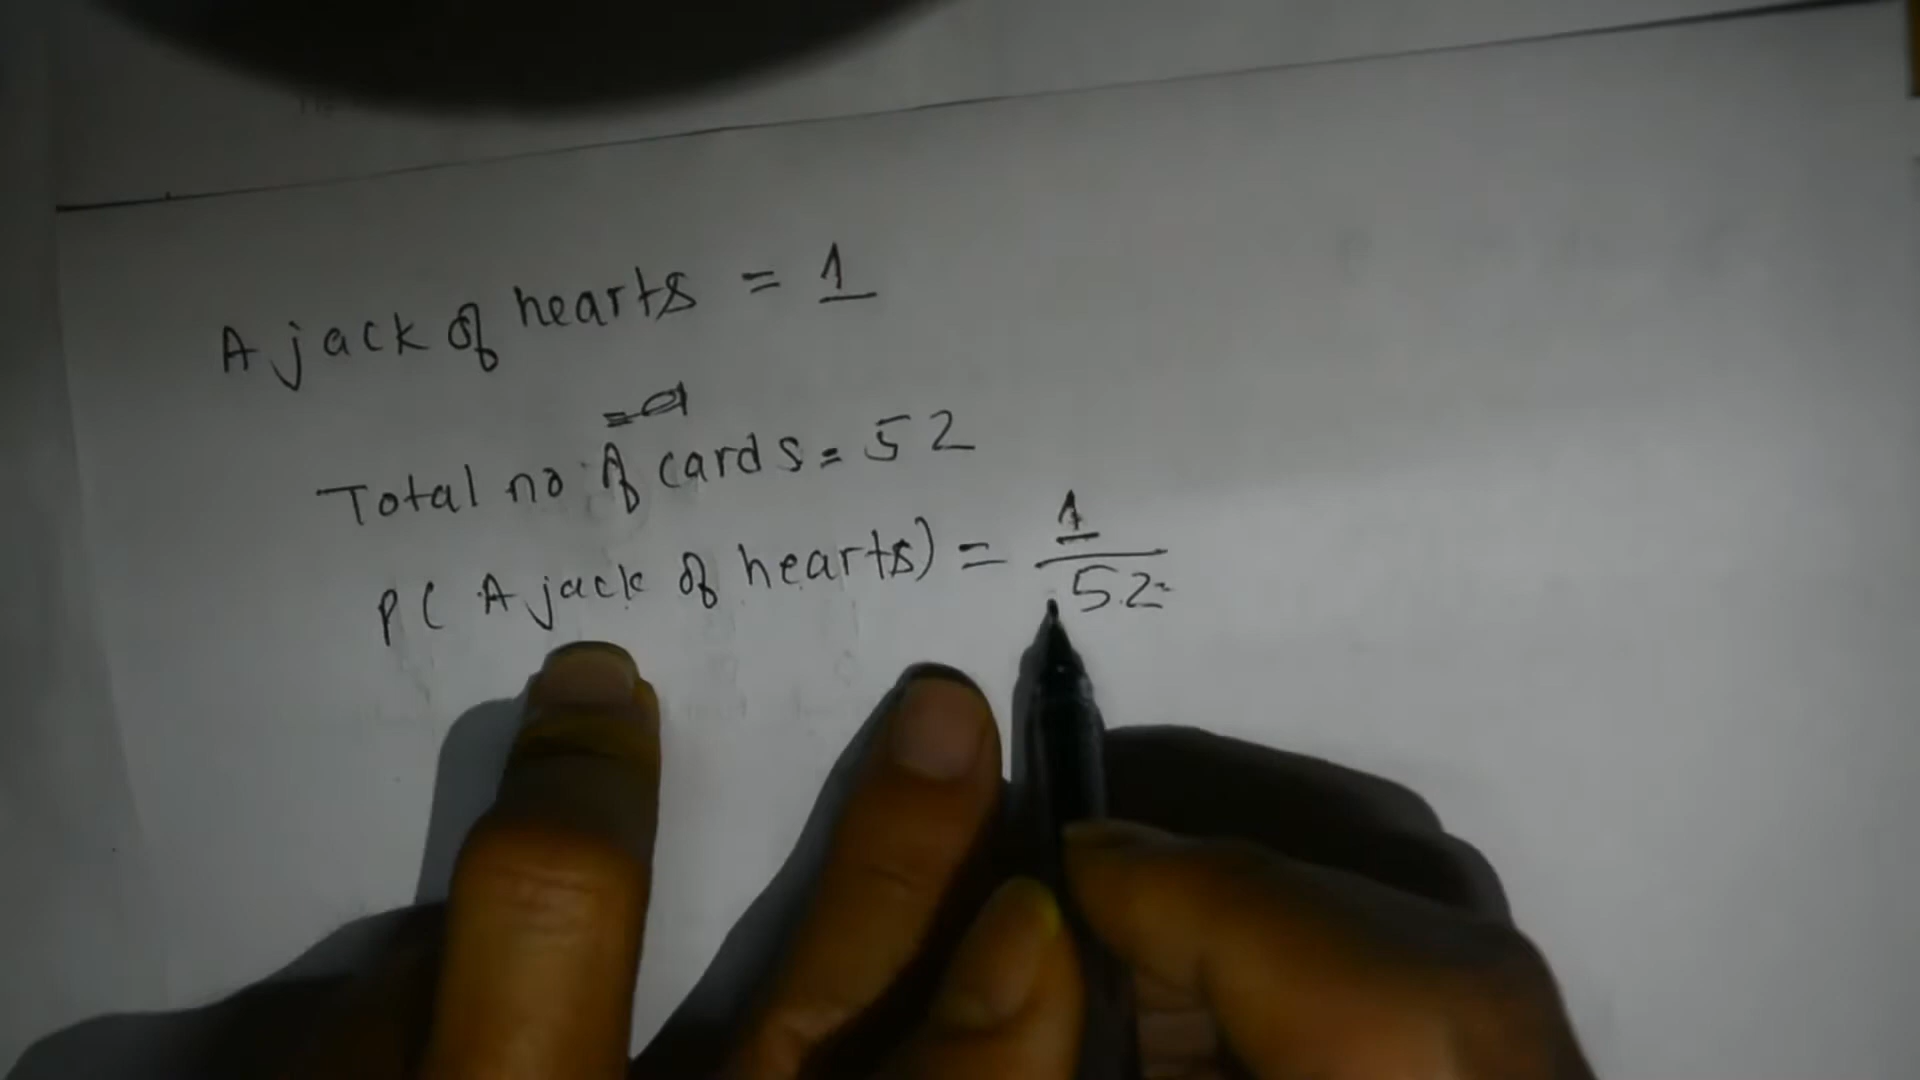 A jack of hearts = 1
Total no of cards = 52
P( A jack of hearts) = 1/52